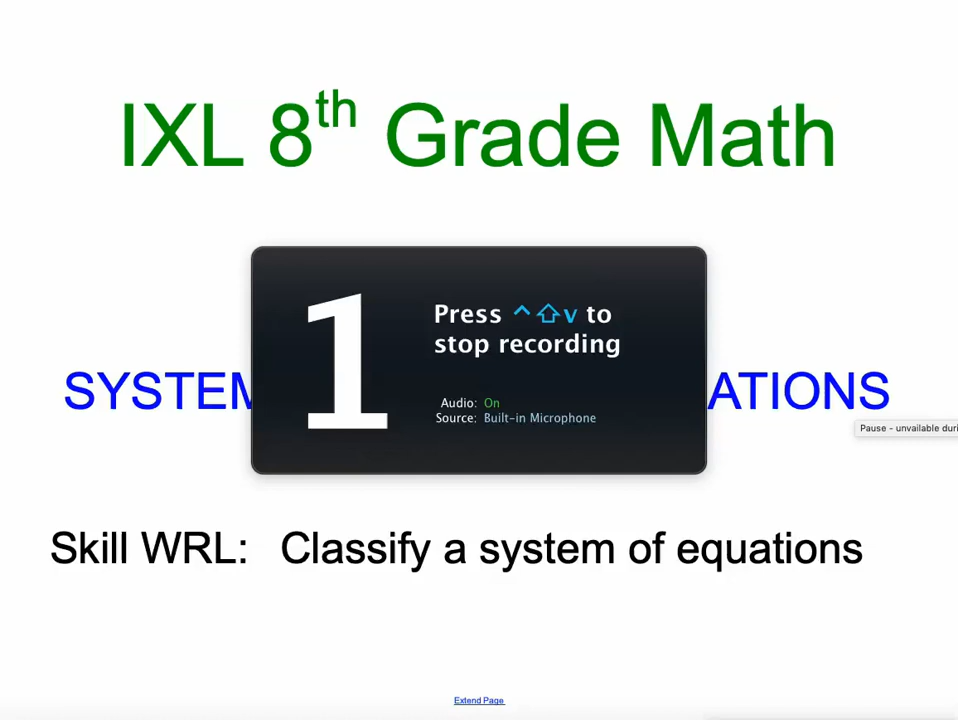 IXL 8th Grade Math
1
Press ^⇧v to
stop recording
Audio: On
Source: Built-in Microphone
SYSTEM ATIONS
Pause - unvailable duri
Skill WRL: Classify a system of equations
Extend Page